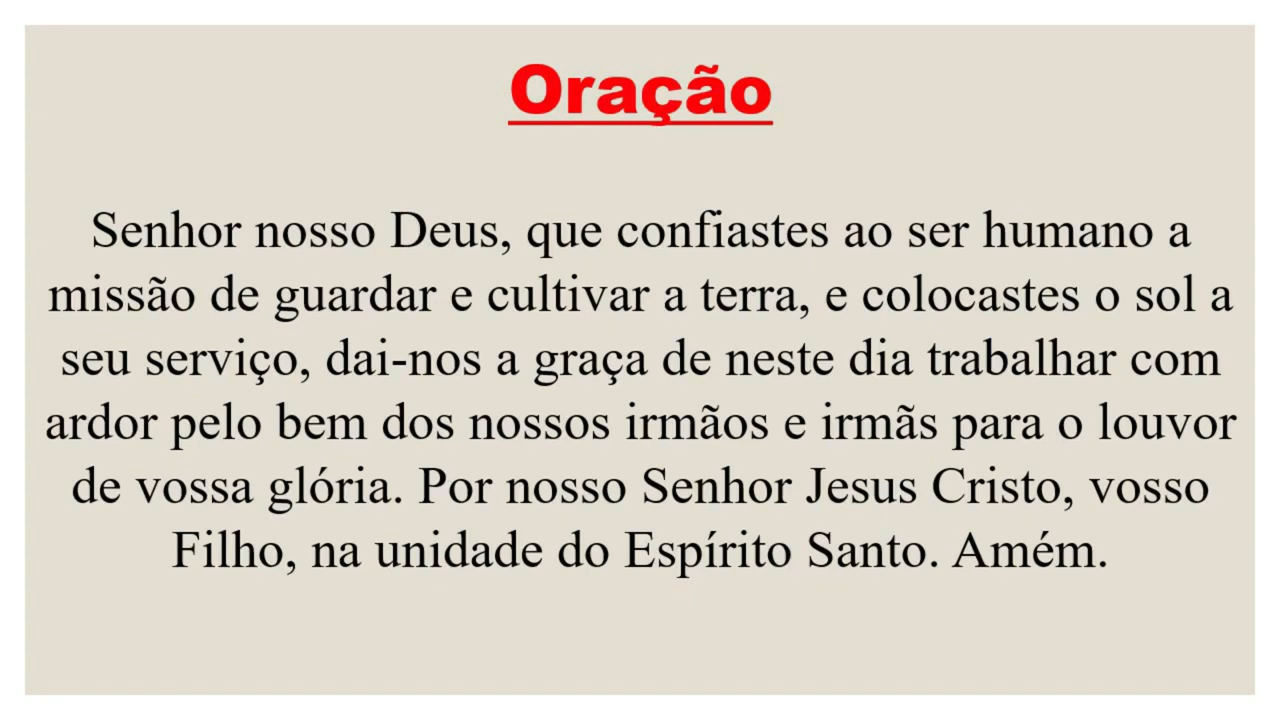 Oração
Senhor nosso Deus, que confiastes ao ser humano a
missão de guardar e cultivar a terra, e colocastes o sol a
seu serviço, dai-nos a graça de neste dia trabalhar com
ardor pelo bem dos nossos irmãos e irmãs para o louvor
de vossa glória. Por nosso Senhor Jesus Cristo, vosso
Filho, na unidade do Espírito Santo. Amém.